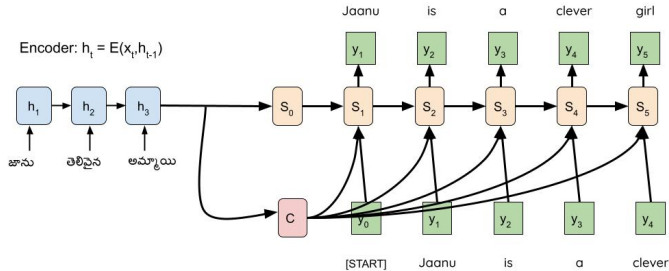 Jaanu is a clever girl
y1 y2 y3 y4 y5
Encoder: ht = E(xt,ht-1)
h1 h2 h3 S0 S1 S2 S3 S4 S5
జాను తెలివైన అమ్మాయి
C y0 y1 y2 y3 y4
[START] Jaanu is a clever